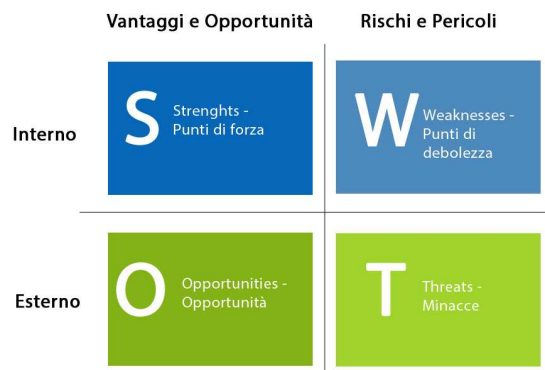 Vantaggi e Opportunità
Rischi e Pericoli
Interno
S
Strenghts -
Punti di forza
W
Weaknesses -
Punti di
debolezza
Esterno
O
Opportunities -
Opportunità
T
Threats -
Minacce